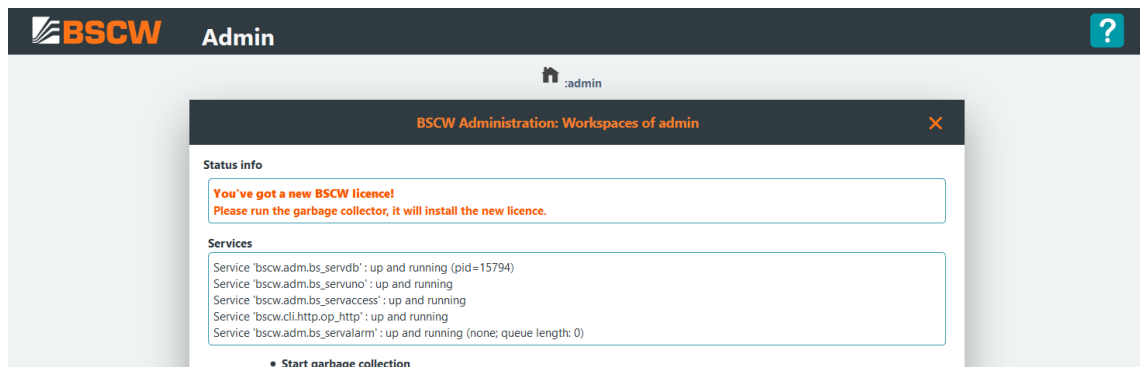 BSCW Admin ?
:admin
BSCW Administration: Workspaces of admin
Status info
You've got a new BSCW licence!
Please run the garbage collector, it will install the new licence.
Services
Service 'bscw.adm.bs_servdb' : up and running (pid=15794)
Service 'bscw.adm.bs_servuno' : up and running
Service 'bscw.adm.bs_servaccess' : up and running
Service 'bscw.cli.http.op_http' : up and running
Service 'bscw.adm.bs_servalarm' : up and running (none; queue length: 0)
• Start garbage collection